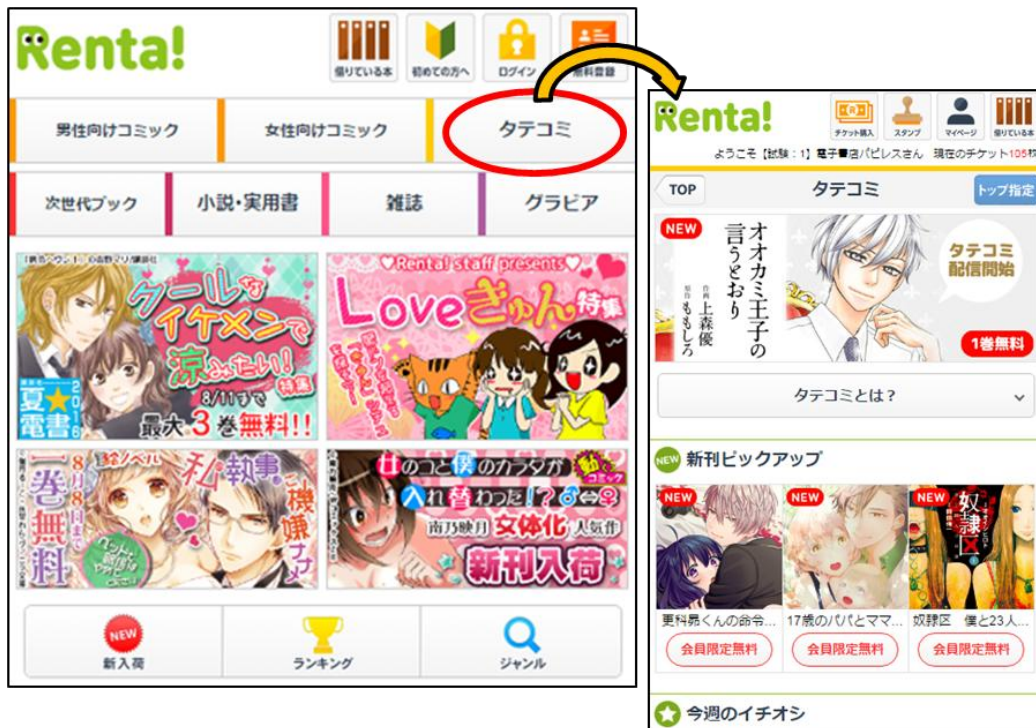 Renta!
借りている本
初めての方へ
ログイン
無料登録
男性向けコミック
女性向けコミック
タテコミ
次世代ブック
小説・実用書
雑誌
グラビア
クールな
イケメンで
涼みたい!
特集
8/11まで
夏★電書
2016
最大3巻無料!!
♥Renta! staff presents♥
Loveきゅん特集
一巻無料
8月8日まで
絵ノベル
私・執事のご機嫌ナナメ
女のコと僕のカラダが
動くコミック
入れ替わった!?♂⇔♀
南乃映月 女体化 人気作
新刊入荷
NEW
新入荷
ランキング
ジャンル
Renta!
チケット購入
スタンプ
マイページ
借りている本
ようこそ【試験:1】電子書店パピレスさん 現在のチケット105枚
TOP
タテコミ
トップ指定
NEW
オオカミ王子の
言うとおり
作画 上森優
原作 ももしろ
タテコミ
配信開始
1巻無料
タテコミとは?
NEW 新刊ピックアップ
NEW
NEW
NEW
奴隷区
更科昴くんの命令...
17歳のパパとママ...
奴隷区 僕と23人...
会員限定無料
会員限定無料
会員限定無料
今週のイチオシ